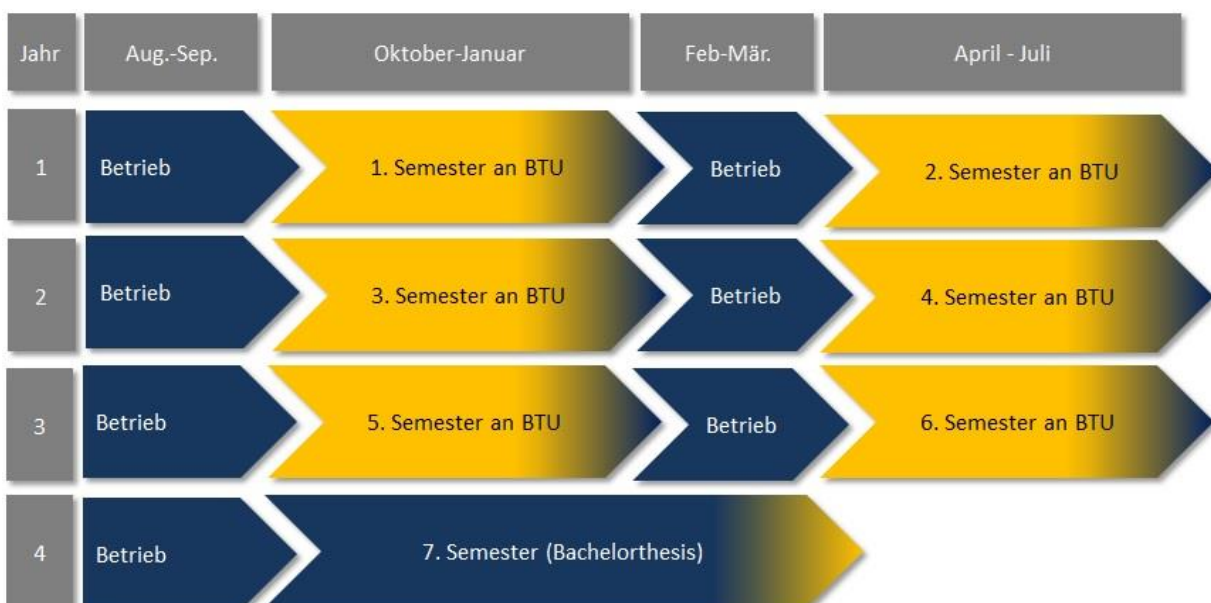 Jahr
Aug.-Sep.
Oktober-Januar
Feb-Mär.
April - Juli
1
Betrieb
1. Semester an BTU
Betrieb
2. Semester an BTU
2
Betrieb
3. Semester an BTU
Betrieb
4. Semester an BTU
3
Betrieb
5. Semester an BTU
Betrieb
6. Semester an BTU
4
Betrieb
7. Semester (Bachelorthesis)